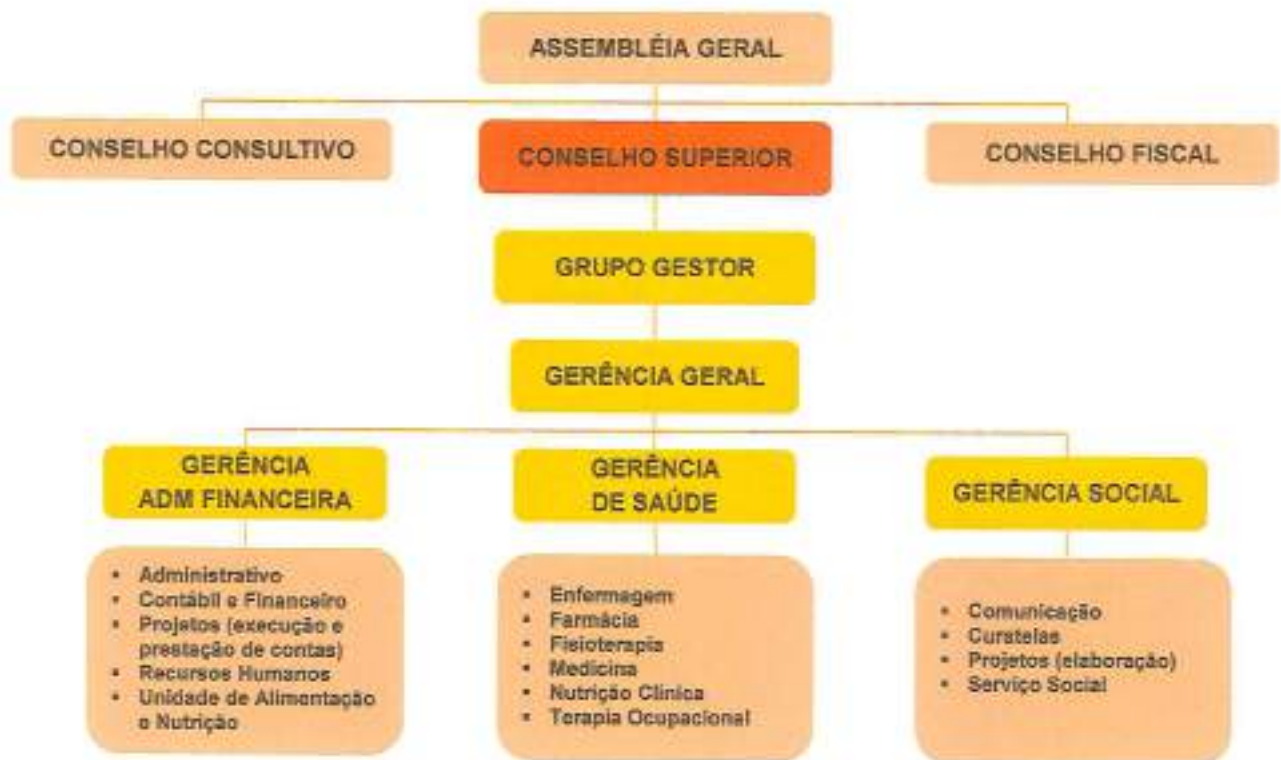 ASSEMBLÉIA GERAL
CONSELHO CONSULTIVO
CONSELHO SUPERIOR
CONSELHO FISCAL
GRUPO GESTOR
GERÊNCIA GERAL
GERÊNCIA
ADM FINANCEIRA
GERÊNCIA
DE SAÚDE
GERÊNCIA SOCIAL
▪ Administrativo
▪ Contábil e Financeiro
▪ Projetos (execução e
prestação de contas)
▪ Recursos Humanos
▪ Unidade de Alimentação
e Nutrição
▪ Enfermagem
▪ Farmácia
▪ Fisioterapia
▪ Medicina
▪ Nutrição Clínica
▪ Terapia Ocupacional
▪ Comunicação
▪ Curatelas
▪ Projetos (elaboração)
▪ Serviço Social